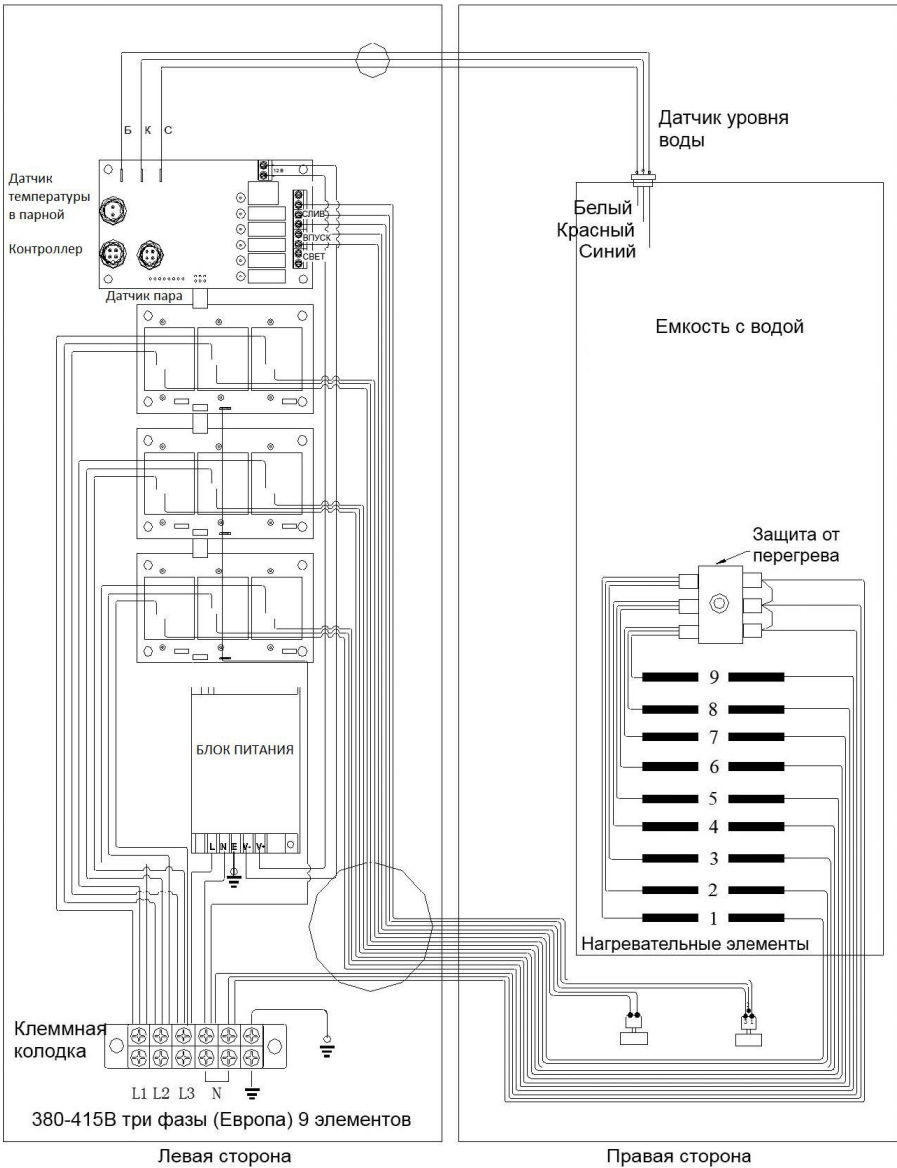 Датчик уровня
воды
Б К С
Датчик
температуры
в парной
12 В
СЛИВ
ВПУСК
СВЕТ
Контроллер
Датчик пара
Белый
Красный
Синий
Емкость с водой
Защита от
перегрева
9
8
7
6
5
4
3
2
1
Нагревательные элементы
БЛОК ПИТАНИЯ
L N E V- V+
Клеммная
колодка
L1 L2 L3 N
380-415В три фазы (Европа) 9 элементов
Левая сторона
Правая сторона